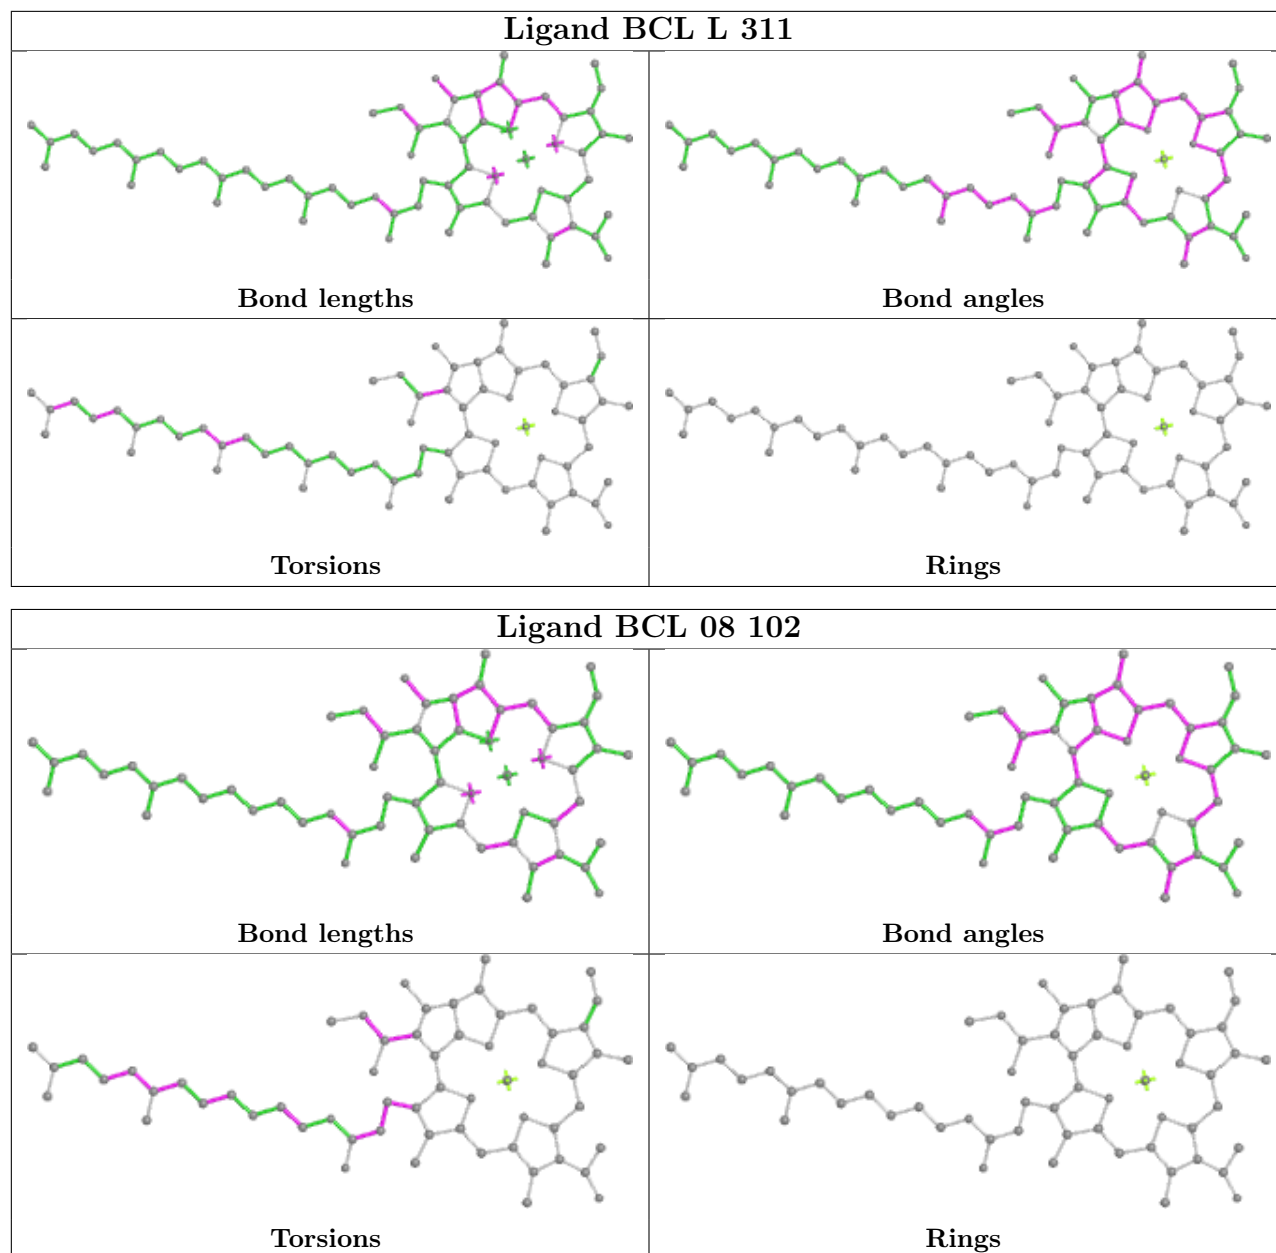 Ligand BCL L 311
Bond lengths
Bond angles
Torsions
Rings
Ligand BCL 08 102
Bond lengths
Bond angles
Torsions
Rings